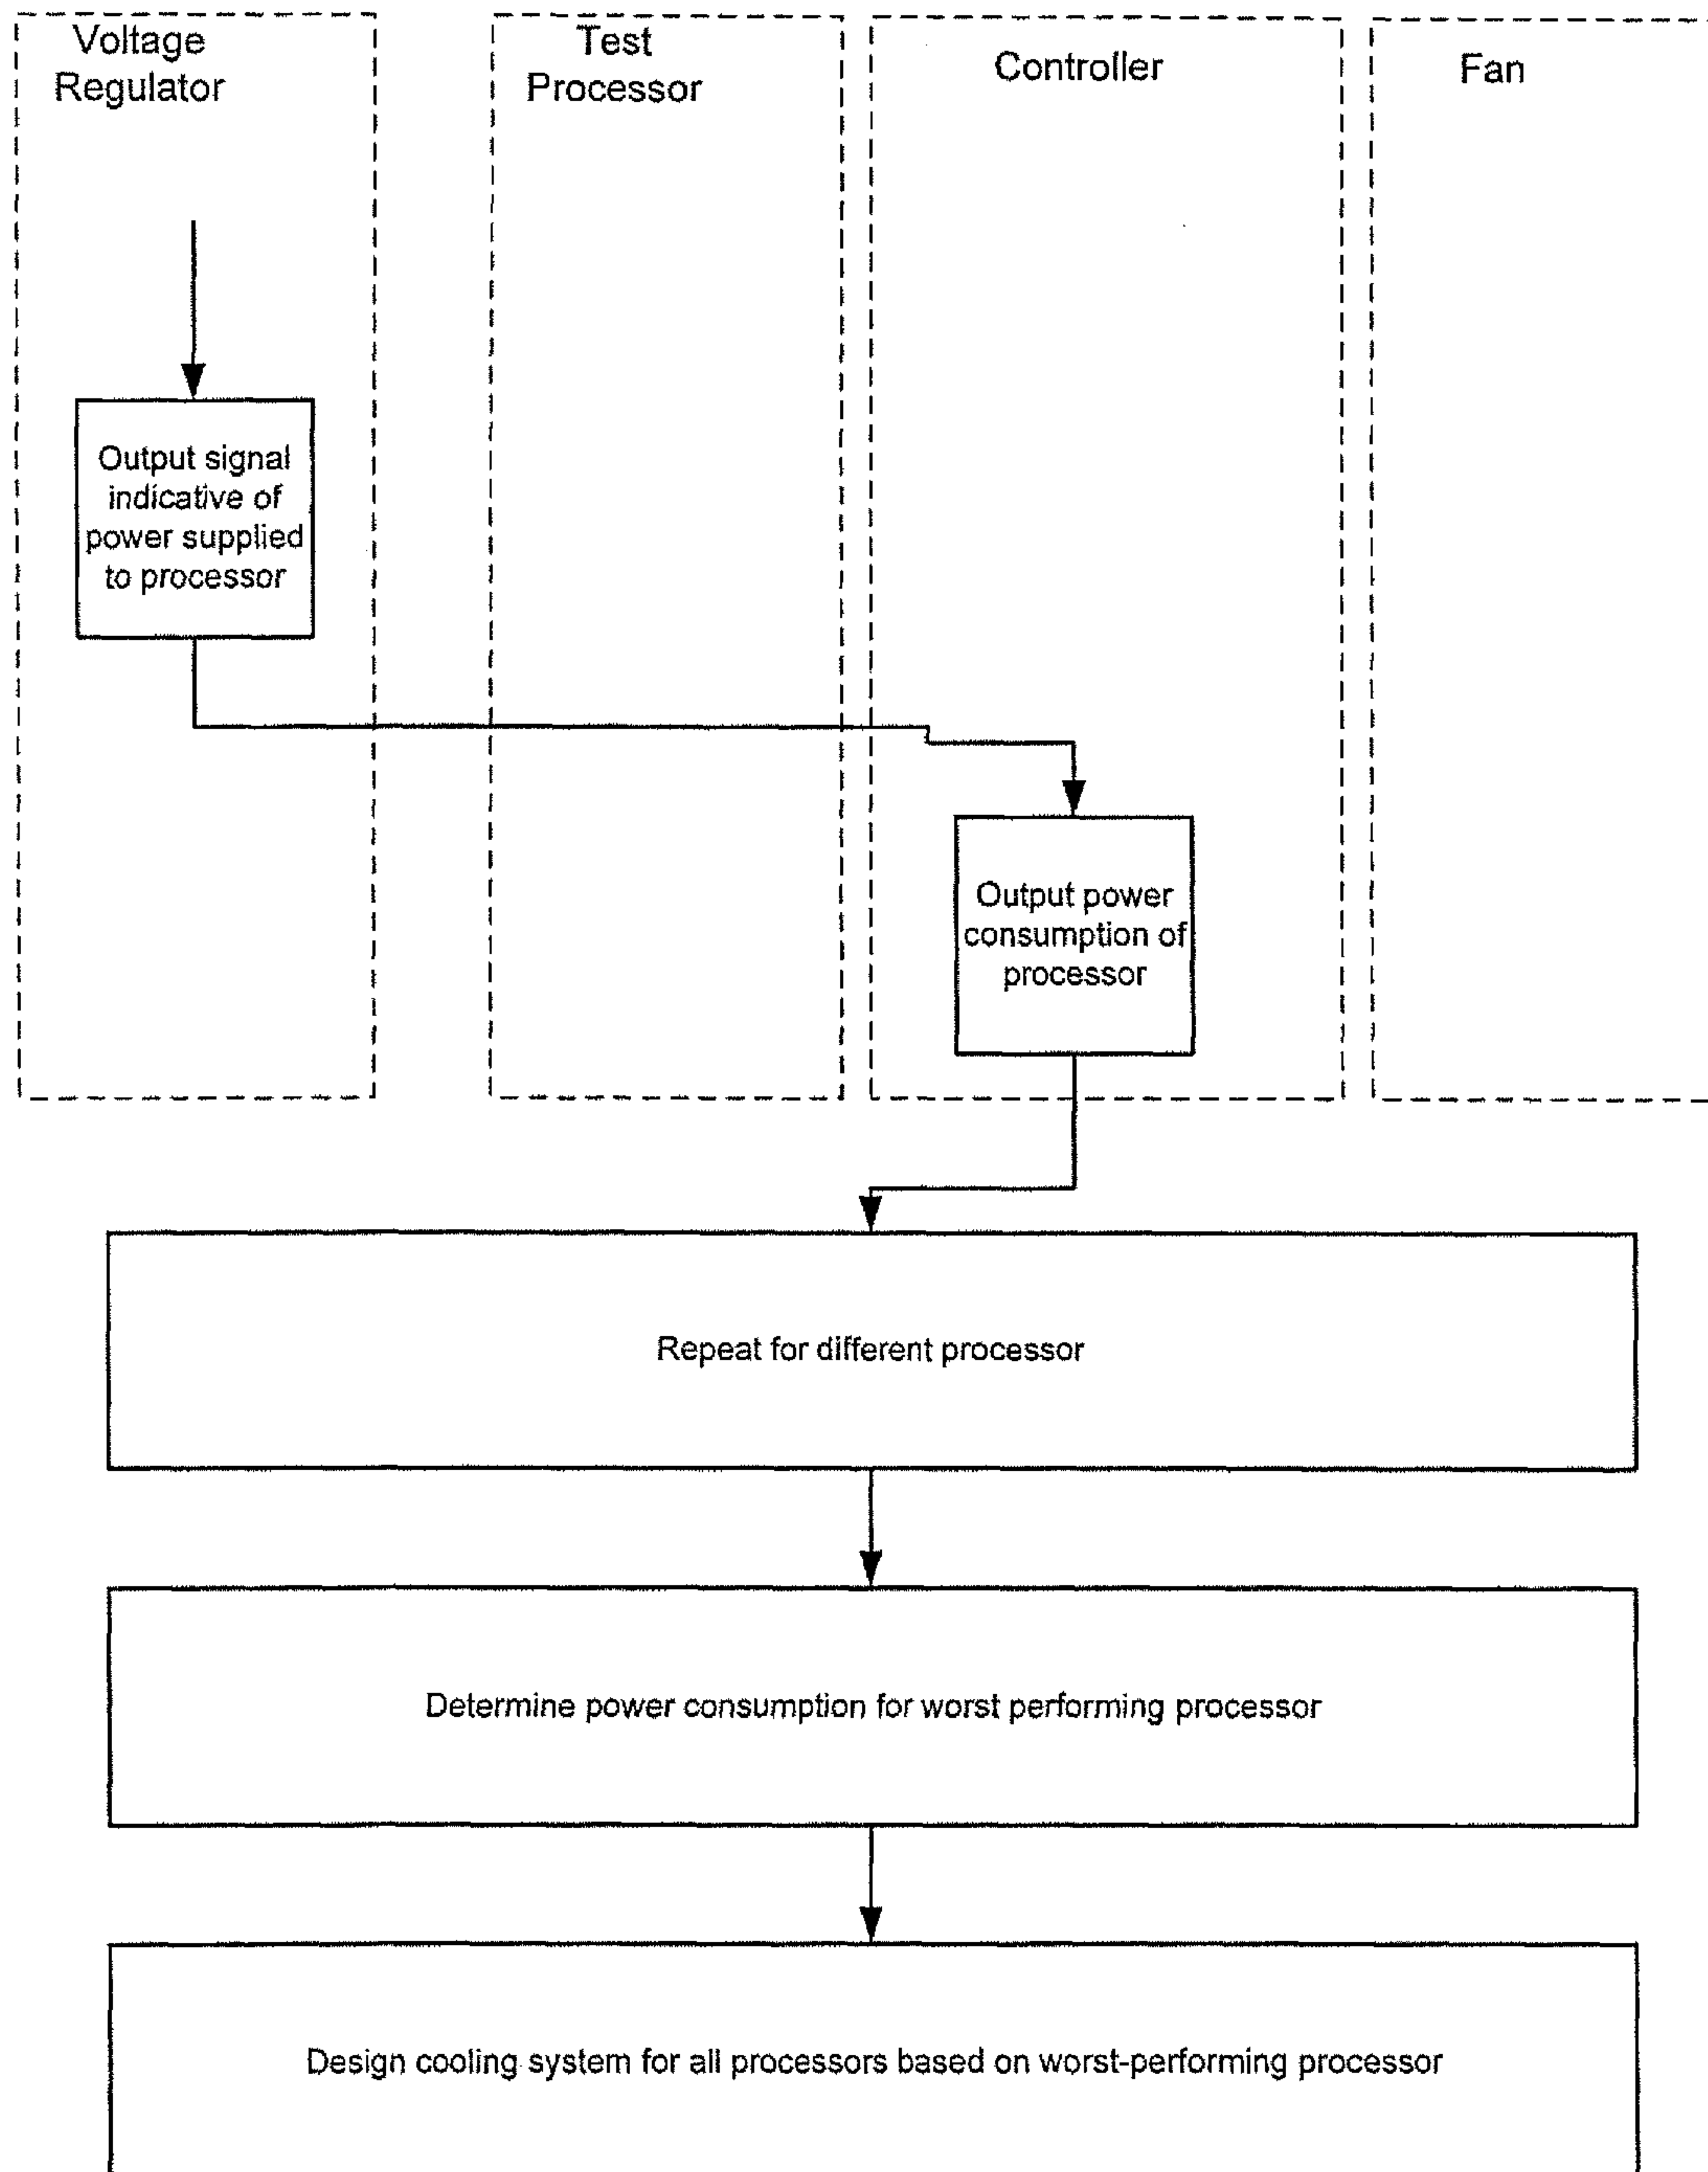 Voltage
Regulator
Test
Processor
Controller
Fan
Output signal
indicative of
power supplied
to processor
Output power
consumption of
processor
Repeat for different processor
Determine power consumption for worst performing processor
Design cooling system for all processors based on worst-performing processor